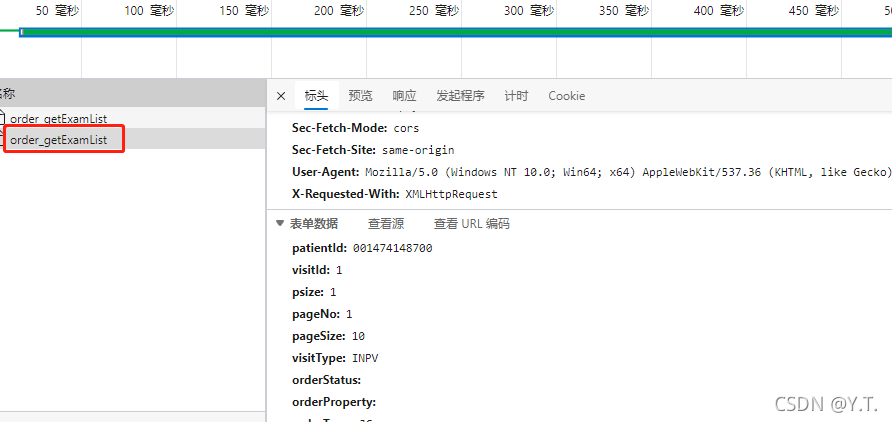 50 毫秒 100 毫秒 150 毫秒 200 毫秒 250 毫秒 300 毫秒 350 毫秒 400 毫秒 450 毫秒
名称
标头 预览 响应 发起程序 计时 Cookie
order_getExamList
order_getExamList
Sec-Fetch-Mode: cors
Sec-Fetch-Site: same-origin
User-Agent: Mozilla/5.0 (Windows NT 10.0; Win64; x64) AppleWebKit/537.36 (KHTML, like Gecko)
X-Requested-With: XMLHttpRequest
表单数据 查看源 查看 URL 编码
patientId: 001474148700
visitId: 1
psize: 1
pageNo: 1
pageSize: 10
visitType: INPV
orderStatus:
orderProperty:
CSDN @Y.T.